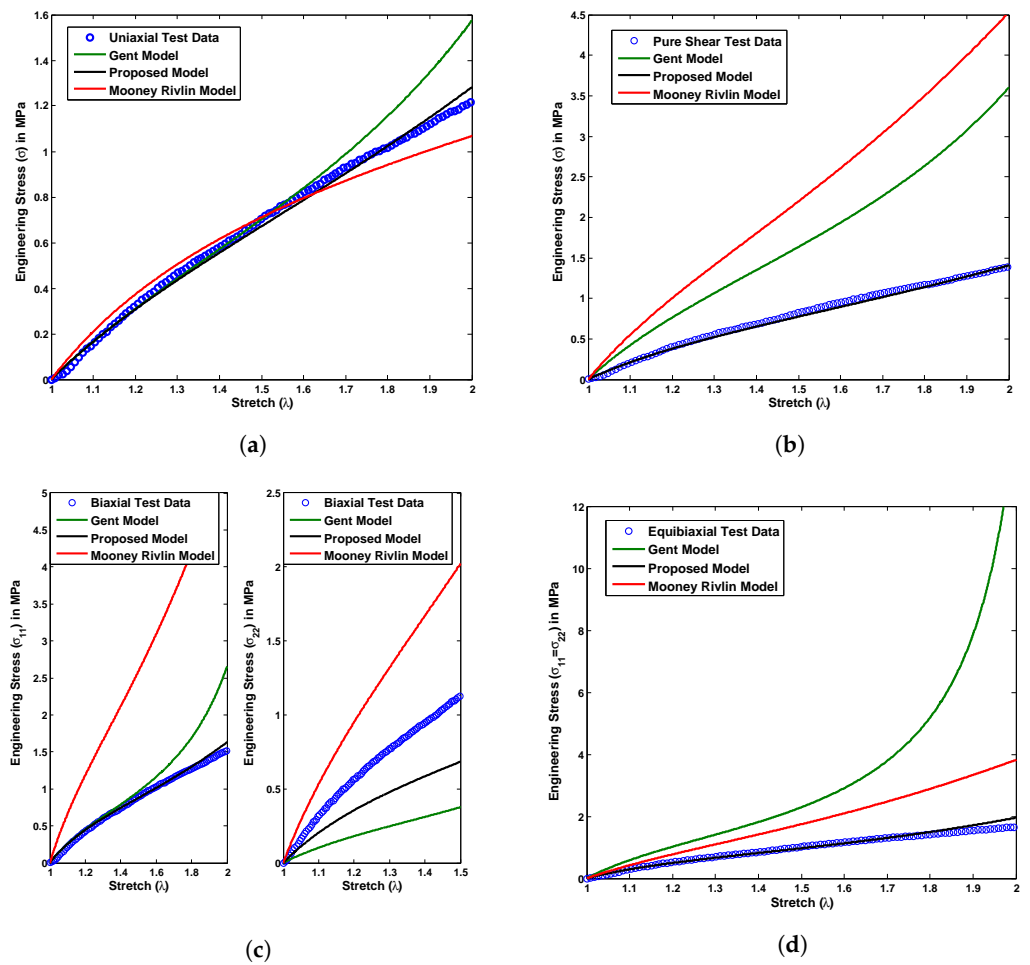 Uniaxial Test Data
Gent Model
Proposed Model
Mooney Rivlin Model
Engineering Stress (σ) in MPa
1.6
1.4
1.2
1
0.8
0.6
0.4
0.2
0
1 1.1 1.2 1.3 1.4 1.5 1.6 1.7 1.8 1.9 2
Stretch (λ)
(a)
Pure Shear Test Data
Gent Model
Proposed Model
Mooney Rivlin Model
Engineering Stress (σ) in MPa
4.5
4
3.5
3
2.5
2
1.5
1
0.5
0
1 1.1 1.2 1.3 1.4 1.5 1.6 1.7 1.8 1.9 2
Stretch (λ)
(b)
Biaxial Test Data
Gent Model
Proposed Model
Mooney Rivlin Model
Engineering Stress (σ11) in MPa
5
4.5
4
3.5
3
2.5
2
1.5
1
0.5
0
1 1.2 1.4 1.6 1.8 2
Stretch (λ)
Biaxial Test Data
Gent Model
Proposed Model
Mooney Rivlin Model
Engineering Stress (σ22) in MPa
2.5
2
1.5
1
0.5
0
1 1.1 1.2 1.3 1.4 1.5
Stretch (λ)
(c)
Equibiaxial Test Data
Gent Model
Proposed Model
Mooney Rivlin Model
Engineering Stress (σ11=σ22) in MPa
12
10
8
6
4
2
0
1 1.1 1.2 1.3 1.4 1.5 1.6 1.7 1.8 1.9 2
Stretch (λ)
(d)